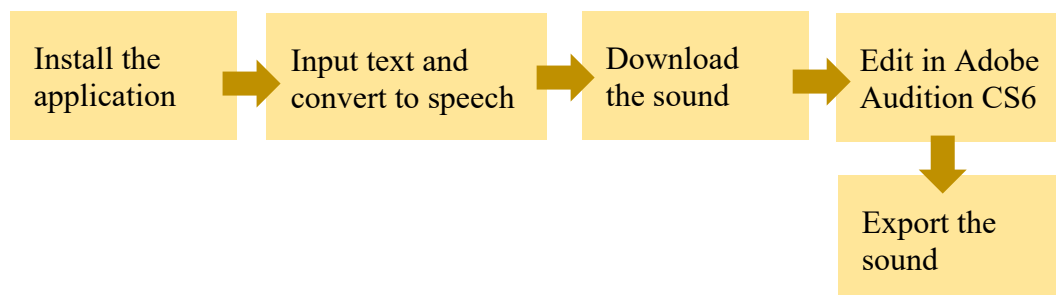 Install the
application
Input text and
convert to speech
Download
the sound
Edit in Adobe
Audition CS6
Export the
sound